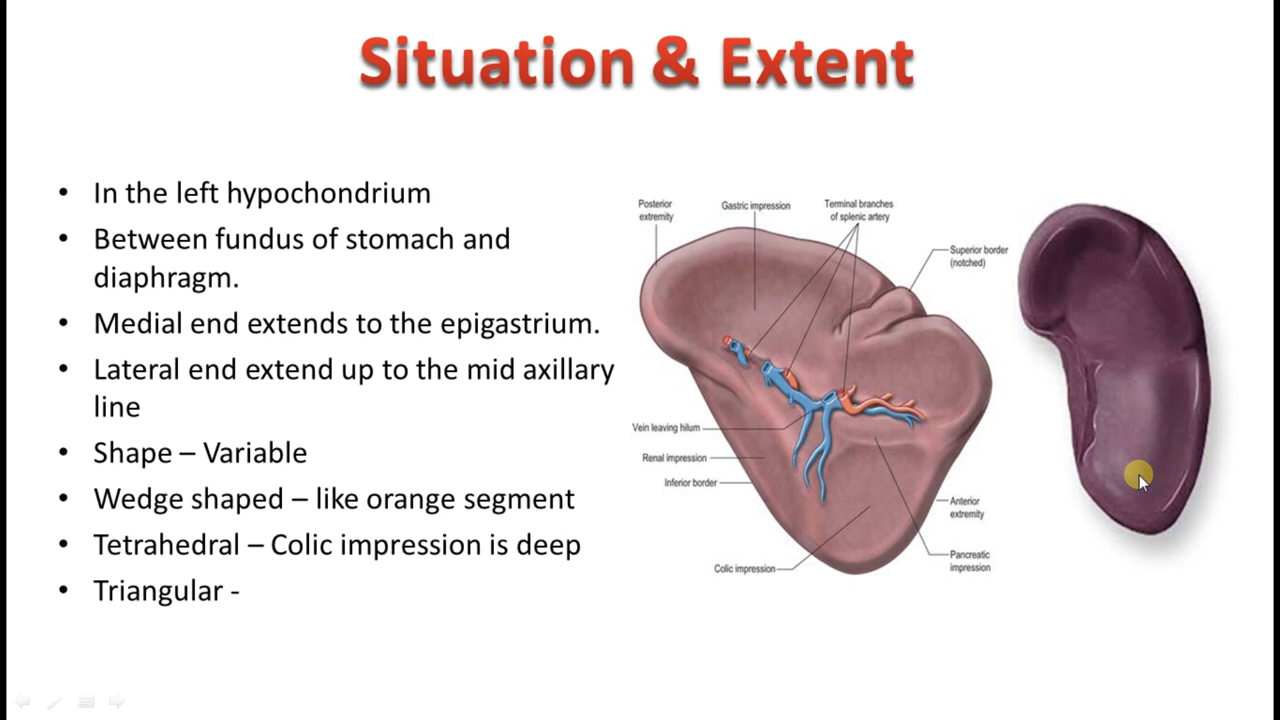 Situation & Extent
• In the left hypochondrium
• Between fundus of stomach and
diaphragm.
• Medial end extends to the epigastrium.
• Lateral end extend up to the mid axillary
line
• Shape – Variable
• Wedge shaped – like orange segment
• Tetrahedral – Colic impression is deep
• Triangular -
Posterior
extremity
Gastric impression
Terminal branches
of splenic artery
Superior border
(notched)
Vein leaving hilum
Renal impression
Inferior border
Anterior
extremity
Pancreatic
impression
Colic impression